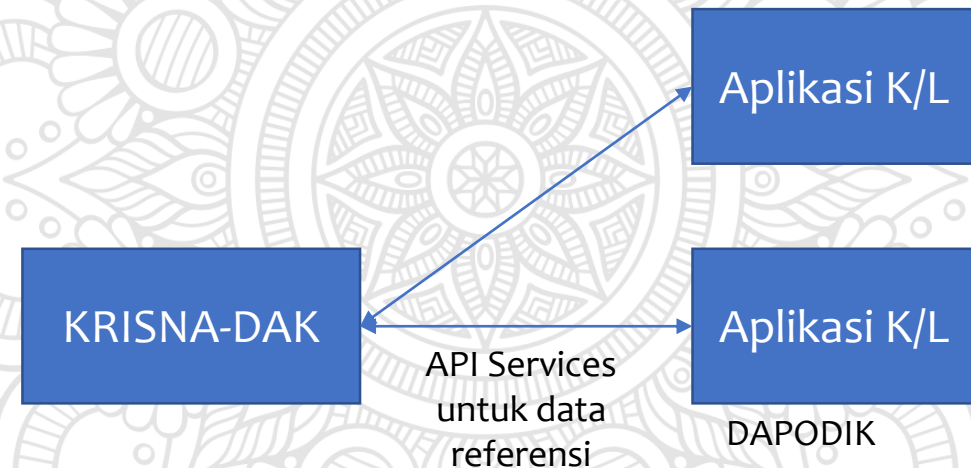 Aplikasi K/L
KRISNA-DAK
Aplikasi K/L
API Services
untuk data
referensi
DAPODIK